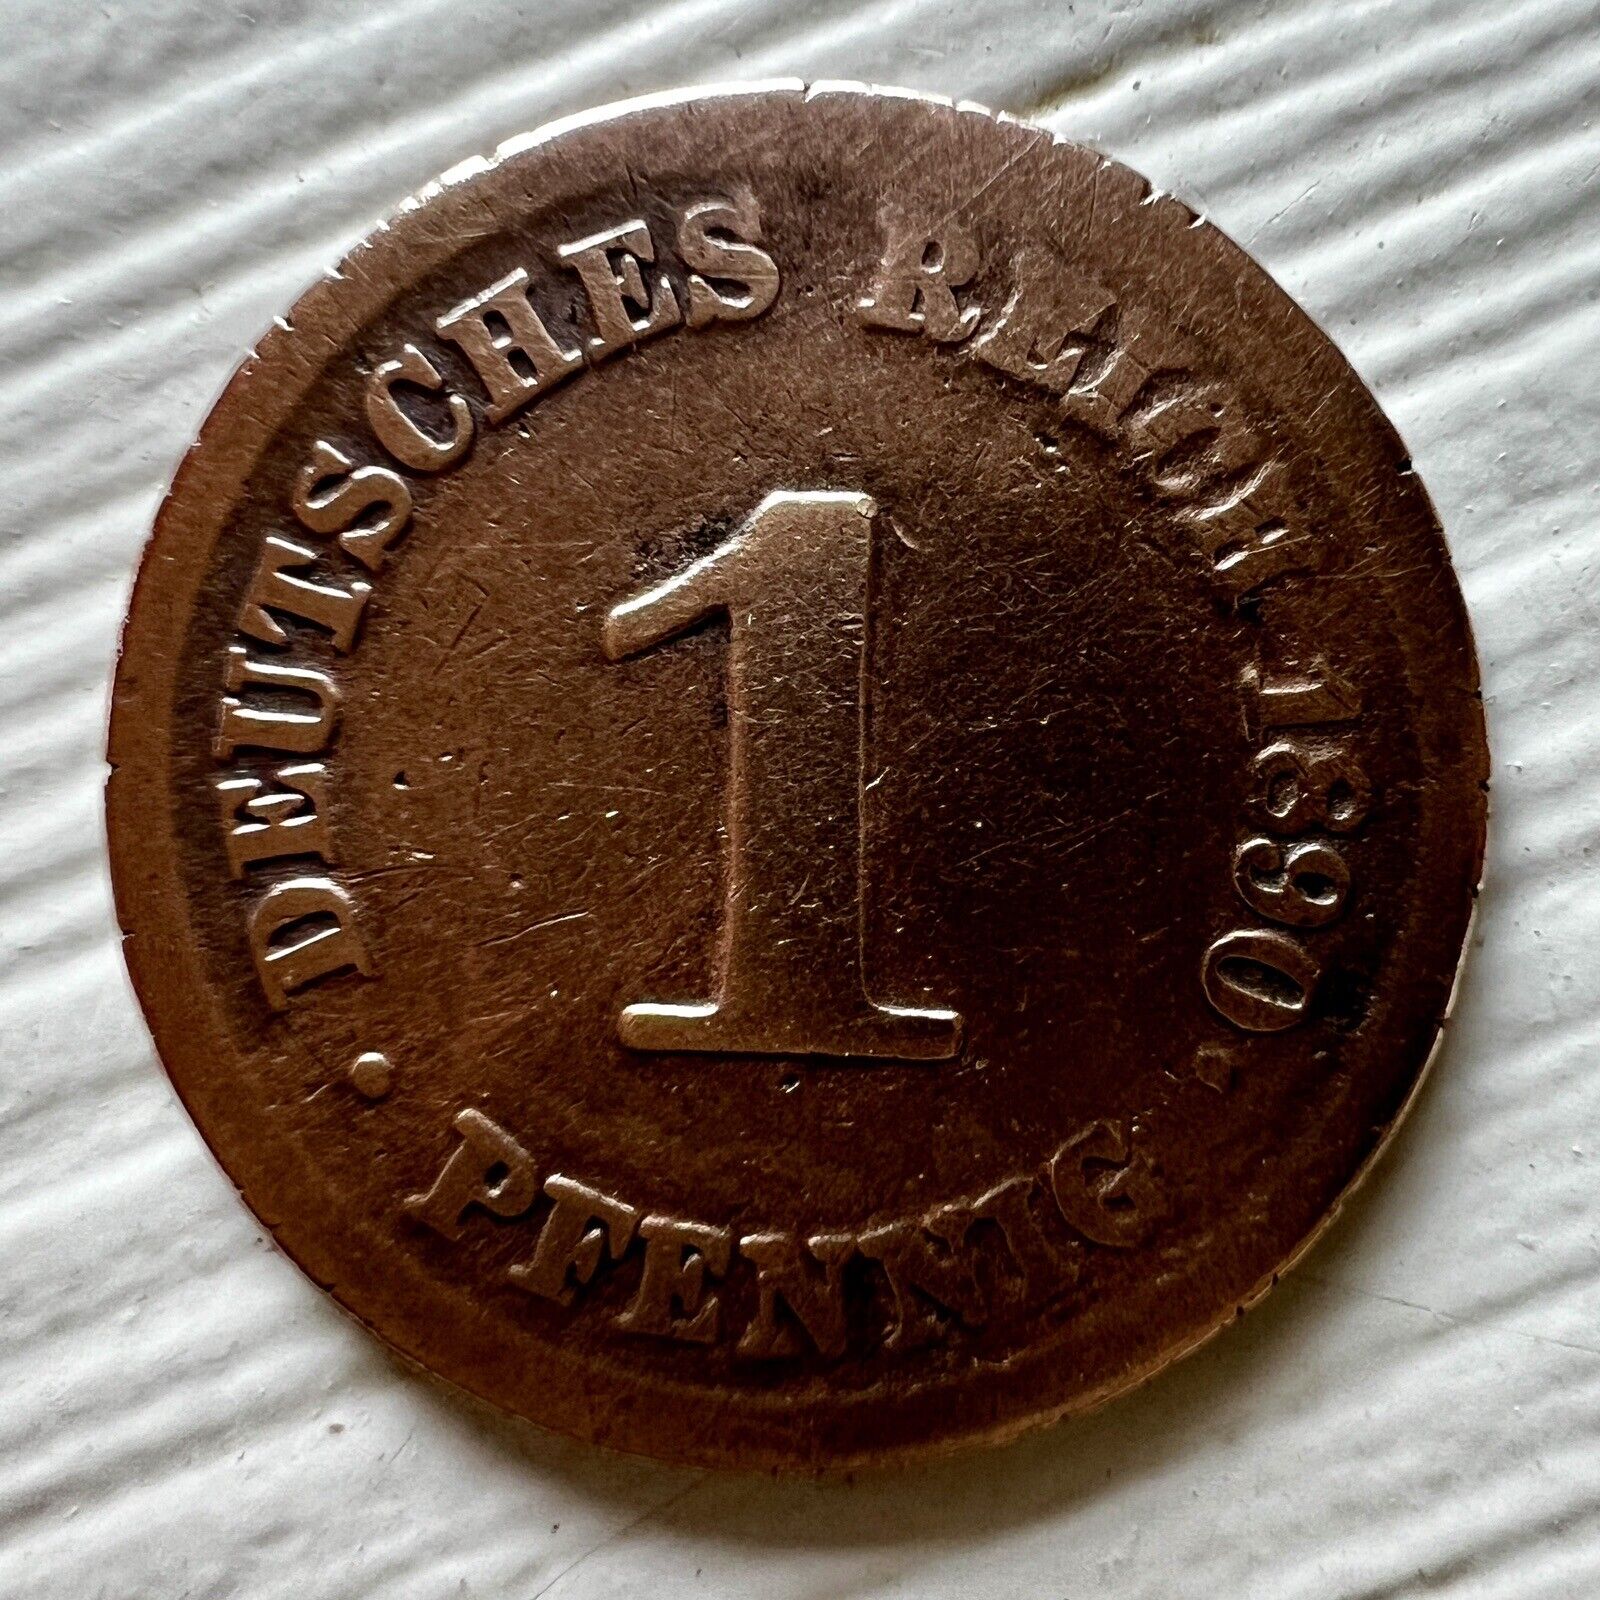 DEUTSCHES REICH 1890
1
PFENNIG